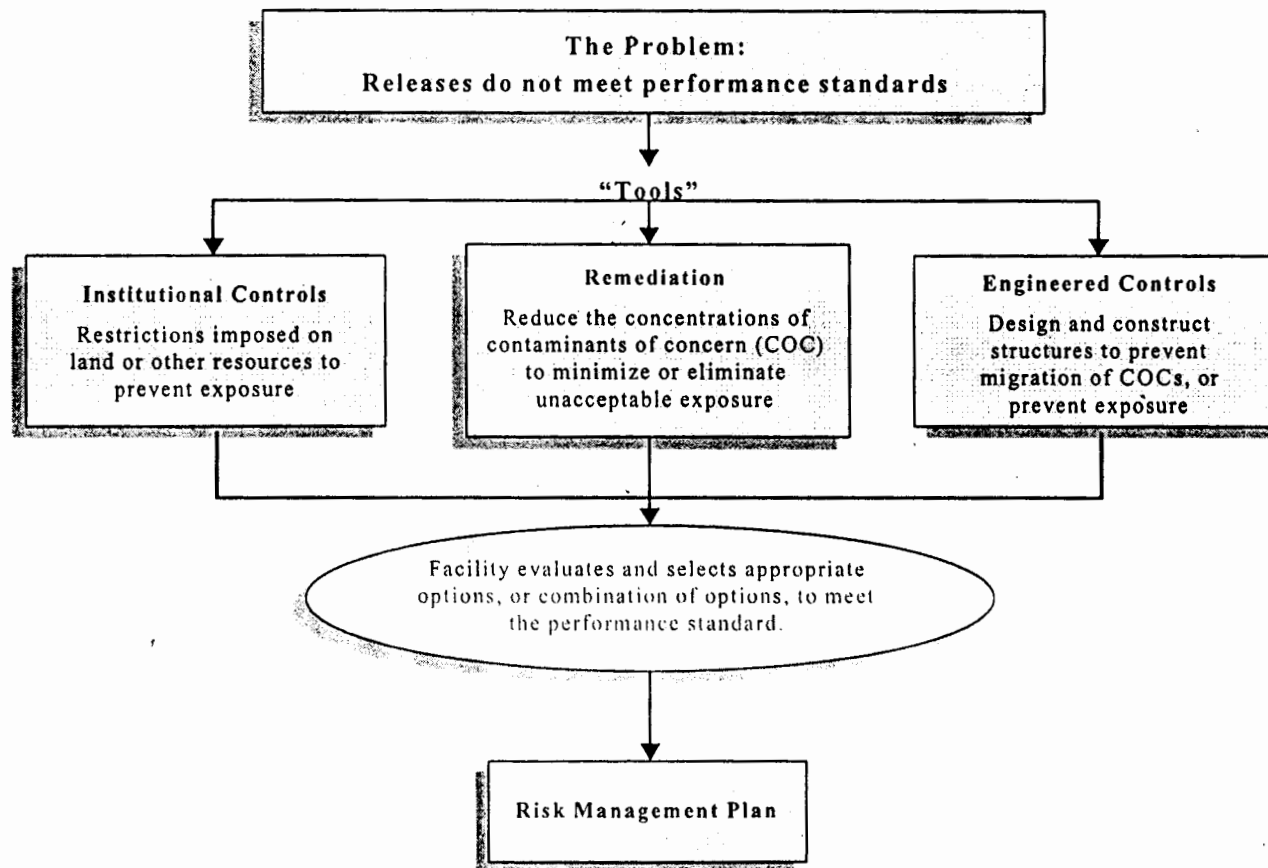 The Problem:
Releases do not meet performance standards
“Tools”
Institutional Controls
Restrictions imposed on
land or other resources to
prevent exposure
Remediation
Reduce the concentrations of
contaminants of concern (COC)
to minimize or eliminate
unacceptable exposure
Engineered Controls
Design and construct
structures to prevent
migration of COCs, or
prevent exposure
Facility evaluates and selects appropriate
options, or combination of options, to meet
the performance standard.
Risk Management Plan